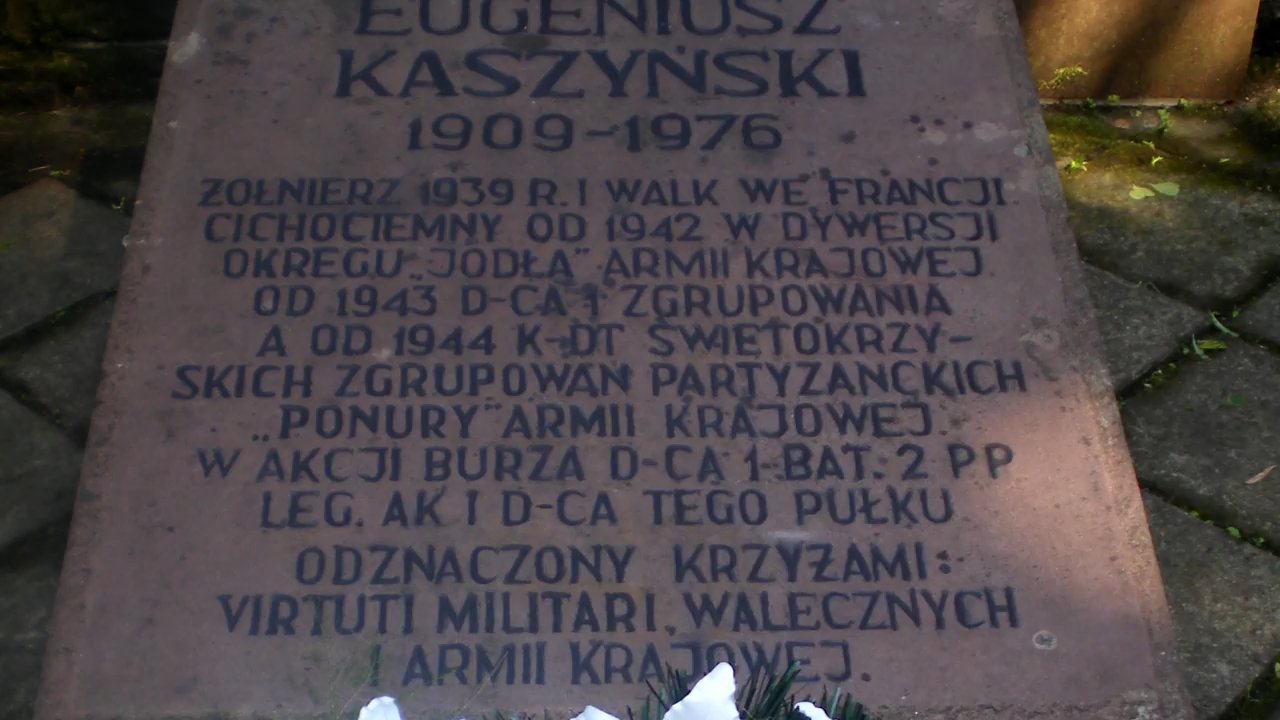 EUGENIUSZ
KASZYŃSKI
1909-1976
ŻOŁNIERZ 1939 R. I WALK WE FRANCJI.
CICHOCIEMNY OD 1942 W DYWERSJI
OKRĘGU „JODŁA" ARMII KRAJOWEJ.
OD 1943 D-CA 1 ZGRUPOWANIA
A OD 1944 K-DT ŚWIĘTOKRZY-
SKICH ZGRUPOWAŃ PARTYZANCKICH
„PONURY" ARMII KRAJOWEJ.
W AKCJI BURZA D-CA 1. BAT. 2 PP
LEG. AK I D-CA TEGO PUŁKU
ODZNACZONY KRZYŻAMI:
VIRTUTI MILITARI, WALECZNYCH
I ARMII KRAJOWEJ.